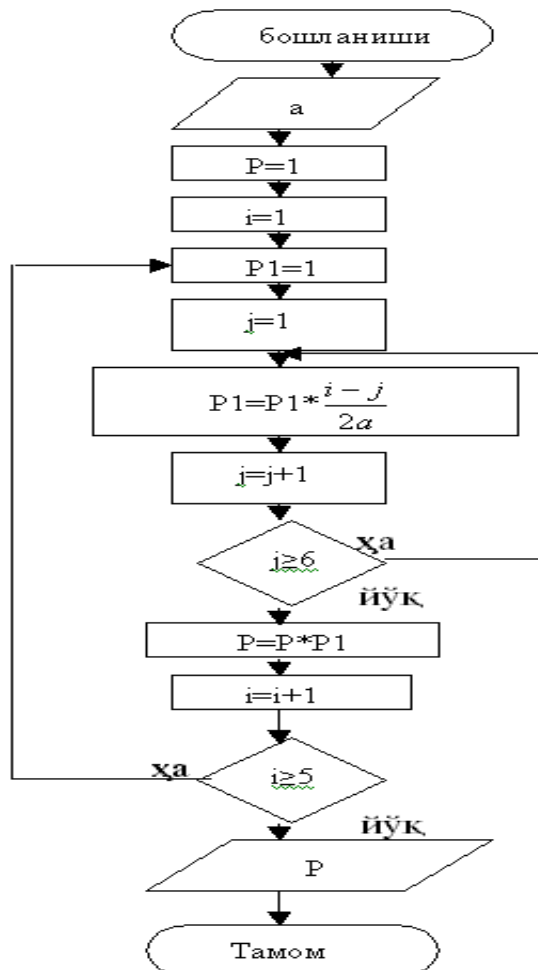 бошланиши
a
P=1
i=1
P1=1
j=1
P1=P1*\frac{i-j}{2a}
j=j+1
j≥6
ҳа
йўқ
P=P*P1
i=i+1
i≥5
ҳа
йўқ
P
Тамом